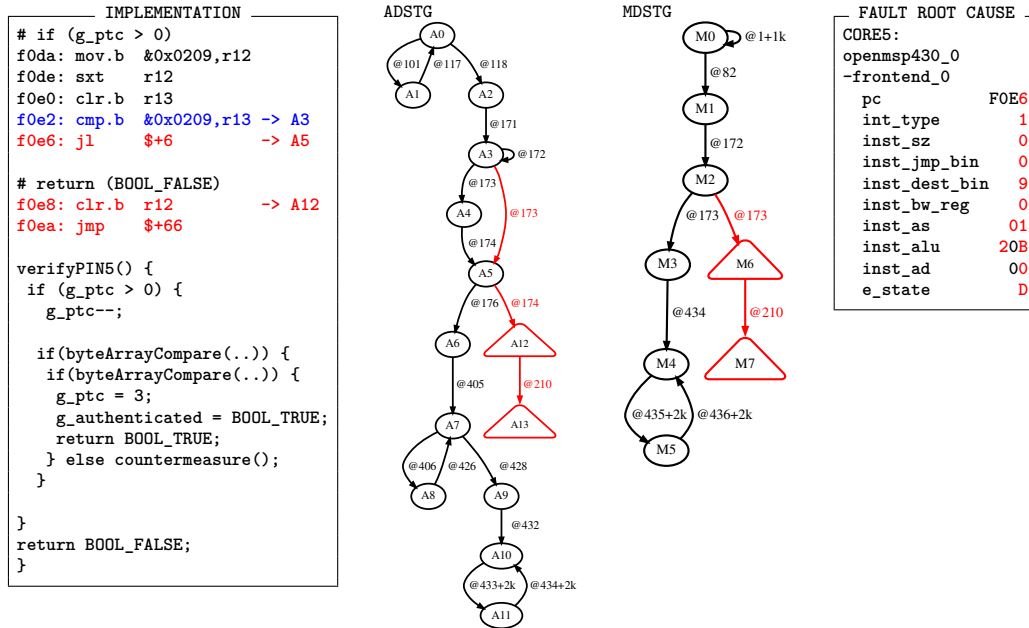 IMPLEMENTATION
# if (g_ptc > 0)
f0da: mov.b &0x0209,r12
f0de: sxt r12
f0e0: clr.b r13
f0e2: cmp.b &0x0209,r13 -> A3
f0e6: jl $+6 -> A5
# return (BOOL_FALSE)
f0e8: clr.b r12 -> A12
f0ea: jmp $+66
verifyPIN5() {
if (g_ptc > 0) {
g_ptc--;
if(byteArrayCompare(..)) {
if(byteArrayCompare(..)) {
g_ptc = 3;
g_authenticated = BOOL_TRUE;
return BOOL_TRUE;
} else countermeasure();
}
}
return BOOL_FALSE;
}
ADSTG
A0
@101
@117
@118
A1
A2
@171
A3
@172
@173
A4
@173
@174
A5
@176
@174
A6
A12
@405
@210
A7
A13
@406
@426
@428
A8
A9
@432
A10
@433+2k
@434+2k
A11
MDSTG
M0
@1+1k
@82
M1
@172
M2
@173
@173
M3
M6
@434
@210
M4
M7
@435+2k
@436+2k
M5
FAULT ROOT CAUSE
CORE5:
openmsp430_0
-frontend_0
pc F0E6
int_type 1
inst_sz 0
inst_jmp_bin 0
inst_dest_bin 9
inst_bw_reg 0
inst_as 01
inst_alu 20B
inst_ad 00
e_state D